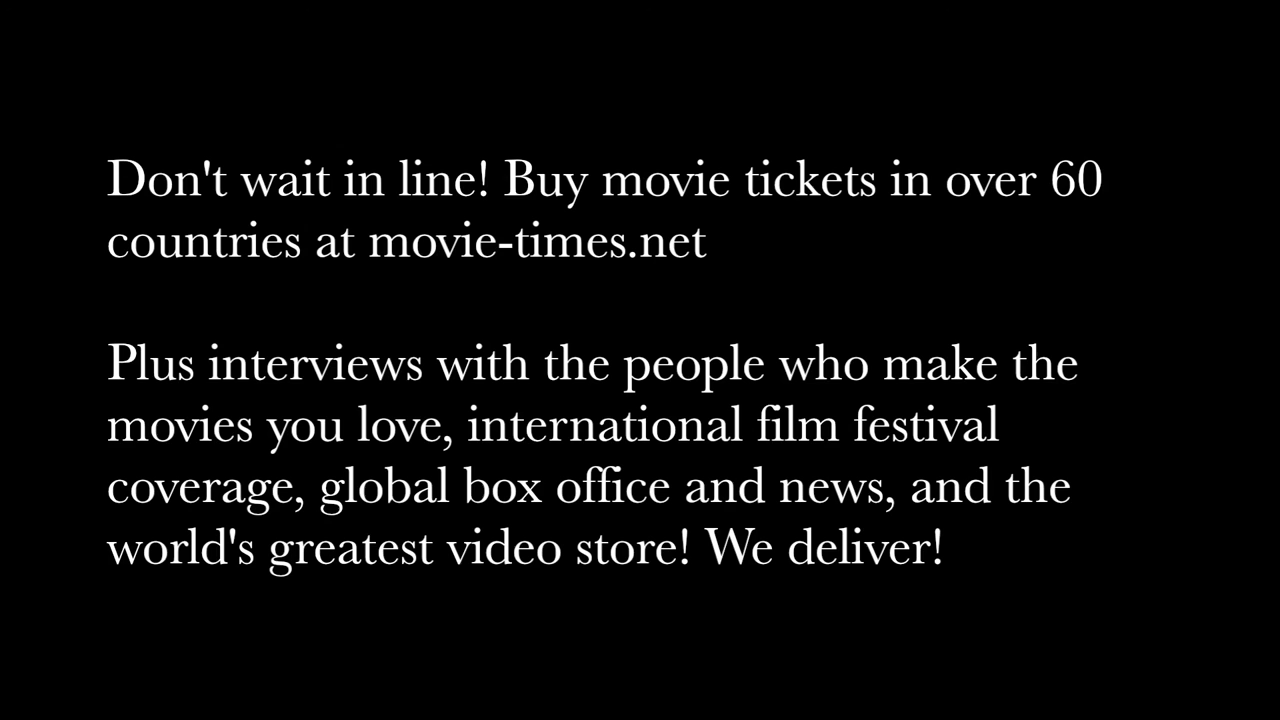 Don't wait in line! Buy movie tickets in over 60
countries at movie-times.net
Plus interviews with the people who make the
movies you love, international film festival
coverage, global box office and news, and the
world's greatest video store! We deliver!